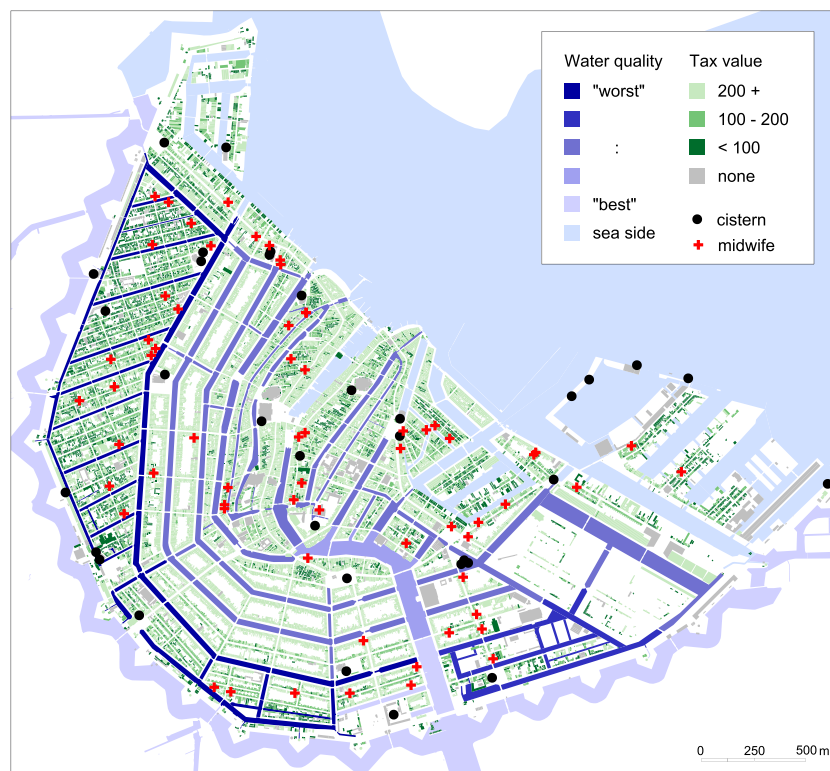 Water quality Tax value
"worst" 200 +
100 - 200
: < 100
none
"best"
sea side
cistern
midwife
0 250 500 m